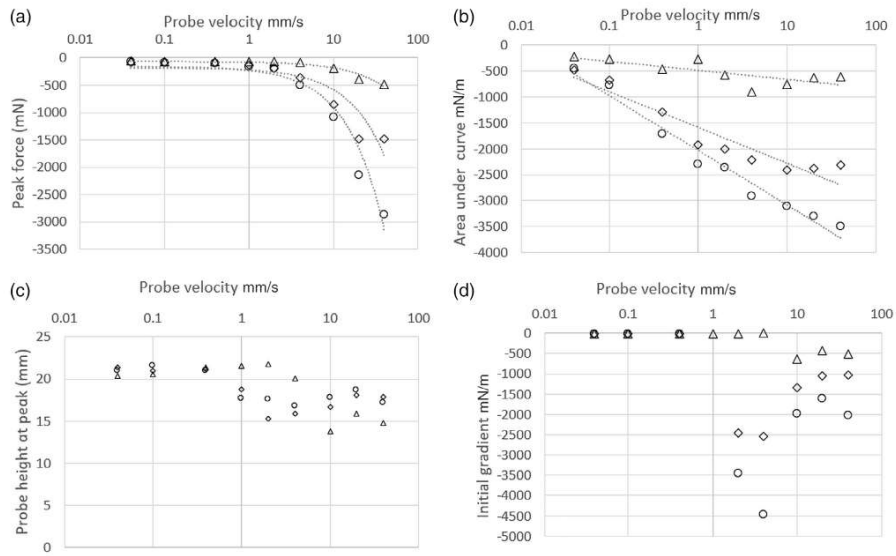 (a)
Probe velocity mm/s
0.01 0.1 1 10 100
0
-500
-1000
-1500
-2000
-2500
-3000
-3500
Peak force (mN)
(b)
Probe velocity mm/s
0.01 0.1 1 10 100
0
-500
-1000
-1500
-2000
-2500
-3000
-3500
-4000
Area under curve mN/m
(c)
Probe velocity mm/s
0.01 0.1 1 10 100
25
20
15
10
5
0
Probe height at peak (mm)
(d)
Probe velocity mm/s
0.01 0.1 1 10 100
0
-500
-1000
-1500
-2000
-2500
-3000
-3500
-4000
-4500
-5000
Initial gradient mN/m